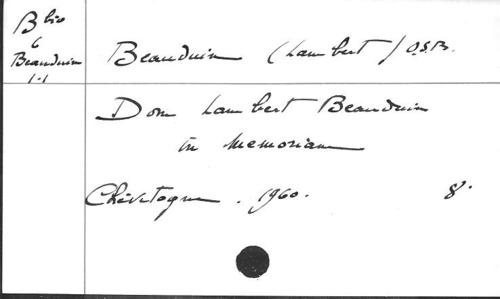 B bio
6
Beauduin
1-1
Beauduin (Lambert) O.S.B.
Dom Lambert Beauduin
in memoriam
Chevetogne . 1960. 8°